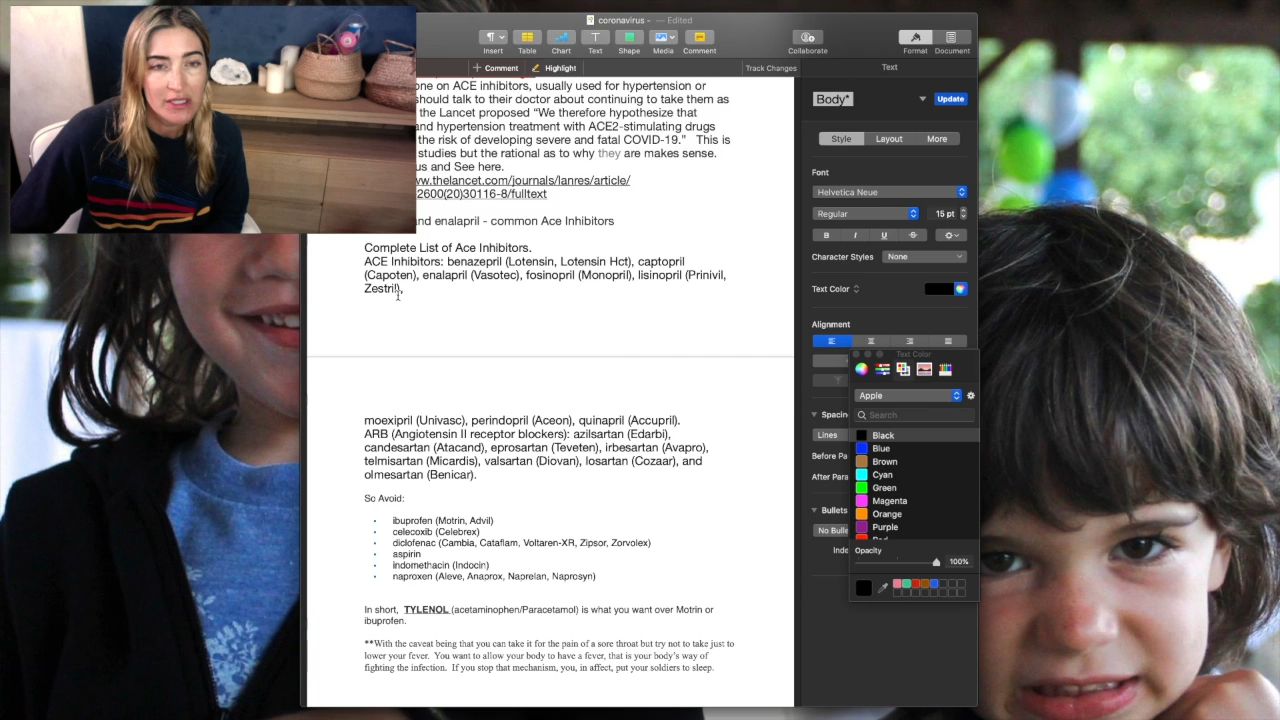 coronavirus - — Edited
Insert Table Chart Text Shape Media Comment Collaborate Format Document
+ Comment Highlight Track Changes Text
one on ACE inhibitors, usually used for hypertension or
should talk to their doctor about continuing to take them as
the Lancet proposed “We therefore hypothesize that
and hypertension treatment with ACE2-stimulating drugs
the risk of developing severe and fatal COVID-19.” This is
studies but the rational as to why they are makes sense.
us and See here.
ww.thelancet.com/journals/lanres/article/
2600(20)30116-8/fulltext
and enalapril - common Ace Inhibitors
Complete List of Ace Inhibitors.
ACE Inhibitors: benazepril (Lotensin, Lotensin Hct), captopril
(Capoten), enalapril (Vasotec), fosinopril (Monopril), lisinopril (Prinivil,
Zestril),
moexipril (Univasc), perindopril (Aceon), quinapril (Accupril).
ARB (Angiotensin II receptor blockers): azilsartan (Edarbi),
candesartan (Atacand), eprosartan (Teveten), irbesartan (Avapro),
telmisartan (Micardis), valsartan (Diovan), losartan (Cozaar), and
olmesartan (Benicar).
So Avoid:
• ibuprofen (Motrin, Advil)
• celecoxib (Celebrex)
• diclofenac (Cambia, Cataflam, Voltaren-XR, Zipsor, Zorvolex)
• aspirin
• indomethacin (Indocin)
• naproxen (Aleve, Anaprox, Naprelan, Naprosyn)
In short, TYLENOL (acetaminophen/Paracetamol) is what you want over Motrin or
ibuprofen.
**With the caveat being that you can take it for the pain of a sore throat but try not to take just to
lower your fever. You want to allow your body to have a fever, that is your body’s way of
fighting the infection. If you stop that mechanism, you, in affect, put your soldiers to sleep.
Body* Update
Style Layout More
Font
Helvetica Neue
Regular 15 pt
B I U S
Character Styles None
Text Color
Alignment
Spacin
Lines
Before Pa
After Para
Bullets
No Bulle
Inde
Text Color
Apple
Search
Black
Blue
Brown
Cyan
Green
Magenta
Orange
Purple
Red
Opacity
100%